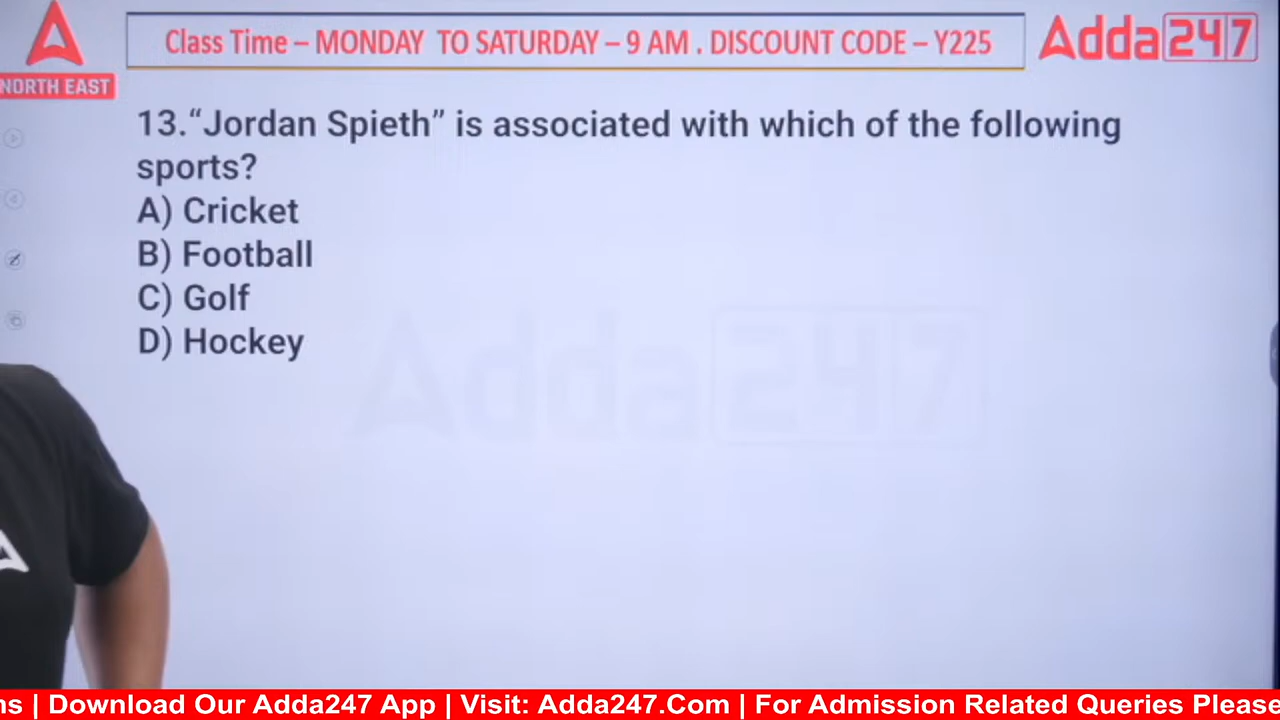 Class Time – MONDAY TO SATURDAY – 9 AM . DISCOUNT CODE – Y225
Adda247
NORTH EAST
13.“Jordan Spieth” is associated with which of the following
sports?
A) Cricket
B) Football
C) Golf
D) Hockey
Adda247
ns | Download Our Adda247 App | Visit: Adda247.Com | For Admission Related Queries Please